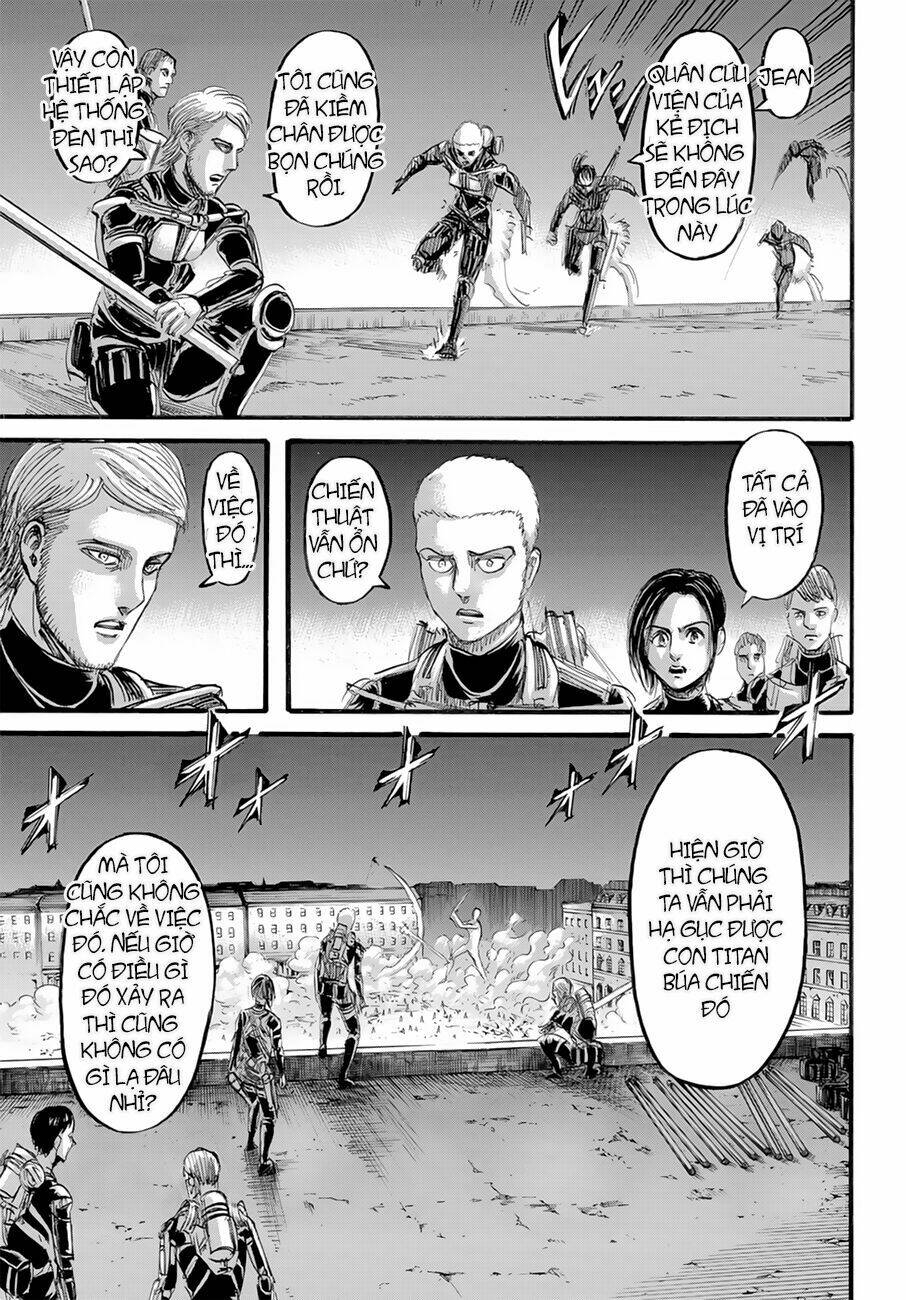 JEAN
QUÂN CỨU
VIỆN CỦA
KẺ ĐỊCH
SẼ KHÔNG
ĐẾN ĐÂY
TRONG LÚC
NÀY
TÔI CŨNG
ĐÃ KIỀM
CHÂN ĐƯỢC
BỌN CHÚNG
RỒI.
VẬY CÒN
THIẾT LẬP
HỆ THỐNG
ĐÈN THÌ
SAO?
TẤT CẢ
ĐÃ VÀO
VỊ TRÍ
CHIẾN
THUẬT
VẪN ỔN
CHỨ?
VỀ
VIỆC
ĐÓ
THÌ...
HIỆN GIỜ
THÌ CHÚNG
TA VẪN PHẢI
HẠ GỤC ĐƯỢC
CON TITAN
BÚA CHIẾN
ĐÓ
MÀ TÔI
CŨNG KHÔNG
CHẮC VỀ VIỆC
ĐÓ. NẾU GIỜ
CÓ ĐIỀU GÌ
ĐÓ XẢY RA
THÌ CŨNG
KHÔNG CÓ
GÌ LẠ ĐÂU
NHỈ?